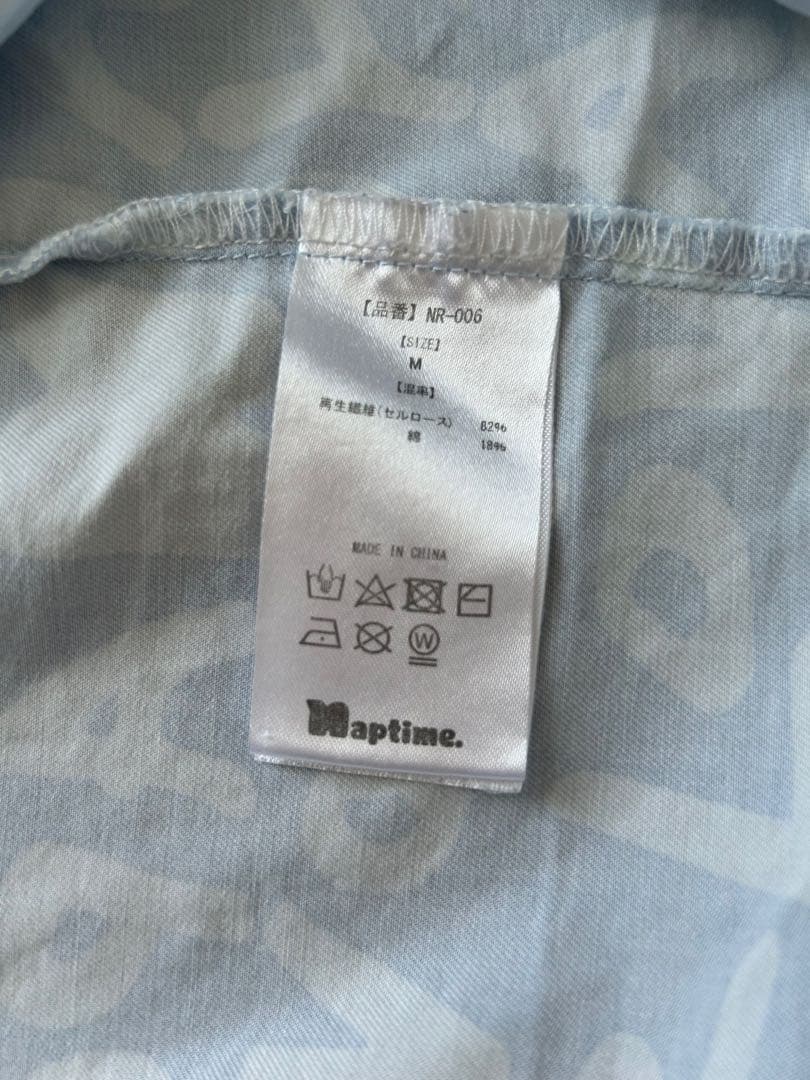 【品番】 NR-006
【SIZE】
M
【混率】
再生繊維(セルロース) 82%
綿 18%
MADE IN CHINA
W
Naptime.